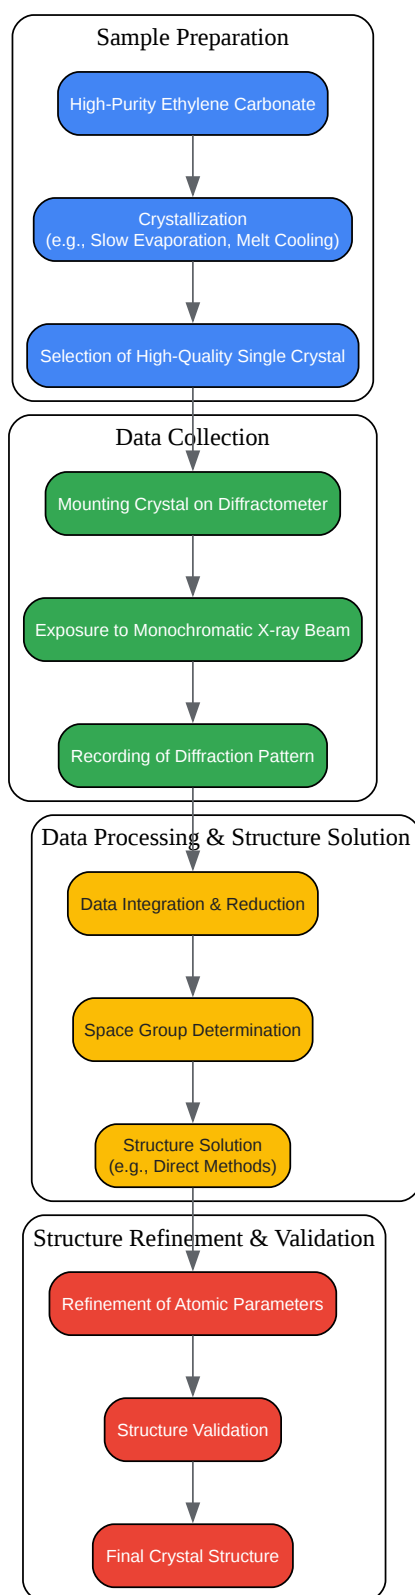 Sample Preparation
High-Purity Ethylene Carbonate
Crystallization
(e.g., Slow Evaporation, Melt Cooling)
Selection of High-Quality Single Crystal
Data Collection
Mounting Crystal on Diffractometer
Exposure to Monochromatic X-ray Beam
Recording of Diffraction Pattern
Data Processing & Structure Solution
Data Integration & Reduction
Space Group Determination
Structure Solution
(e.g., Direct Methods)
Structure Refinement & Validation
Refinement of Atomic Parameters
Structure Validation
Final Crystal Structure